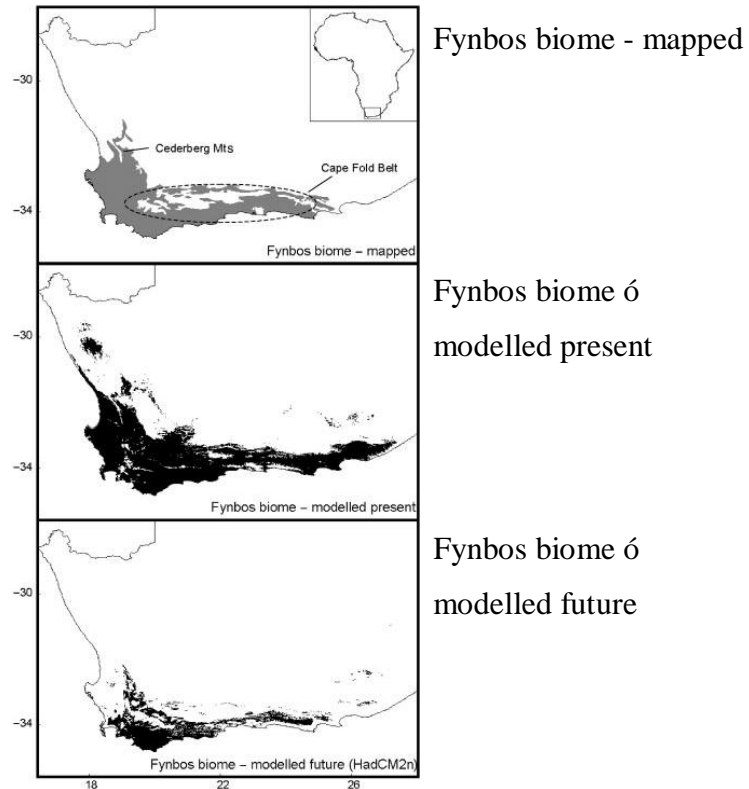 Fynbos biome - mapped
−30
Cederberg Mts
Cape Fold Belt
−34
Fynbos biome – mapped
Fynbos biome ó
modelled present
−30
−34
Fynbos biome – modelled present
Fynbos biome ó
modelled future
−30
−34
Fynbos biome – modelled future (HadCM2n)
18
22
26